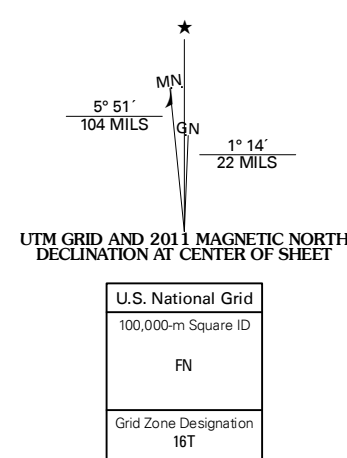 ★
MN
5° 51´
104 MILS
GN
1° 14´
22 MILS
UTM GRID AND 2011 MAGNETIC NORTH
DECLINATION AT CENTER OF SHEET
U.S. National Grid
100,000-m Square ID
FN
Grid Zone Designation
16T